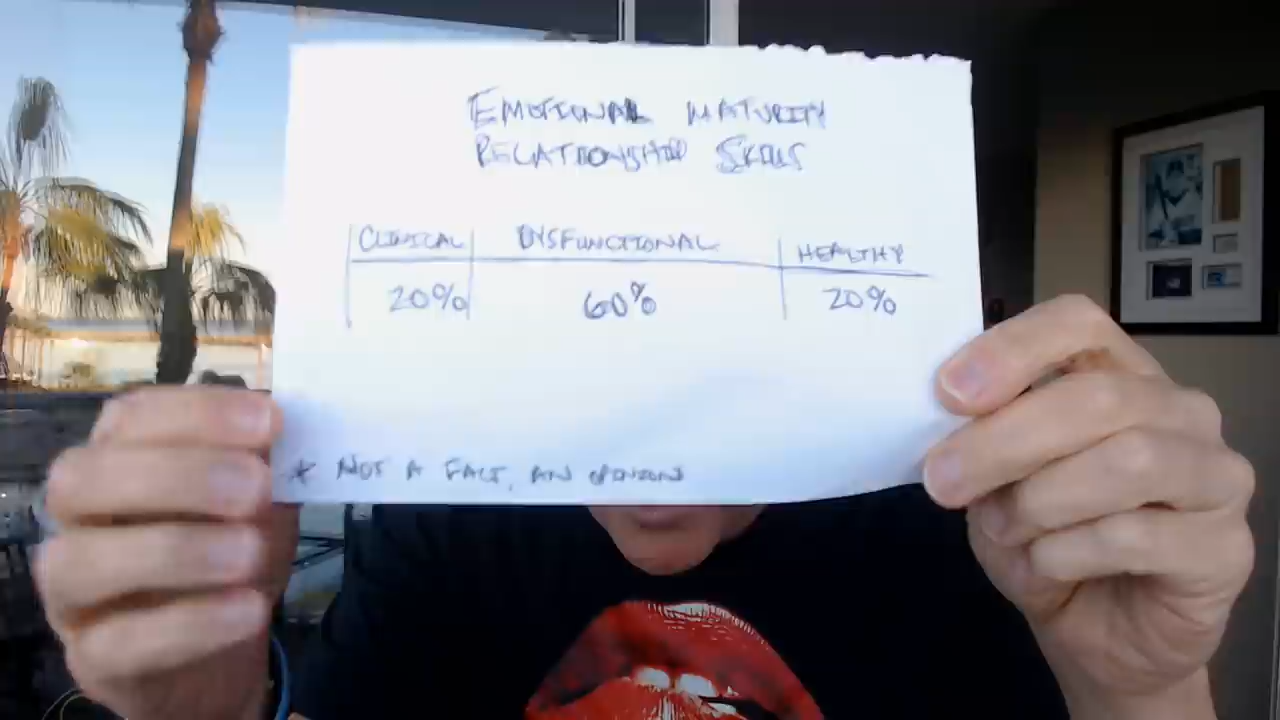 EMOTIONAL MATURITY
RELATIONSHIP SKILLS
CLINICAL DYSFUNCTIONAL HEALTHY
20% 60% 20%
* NOT A FACT, AN OPINION